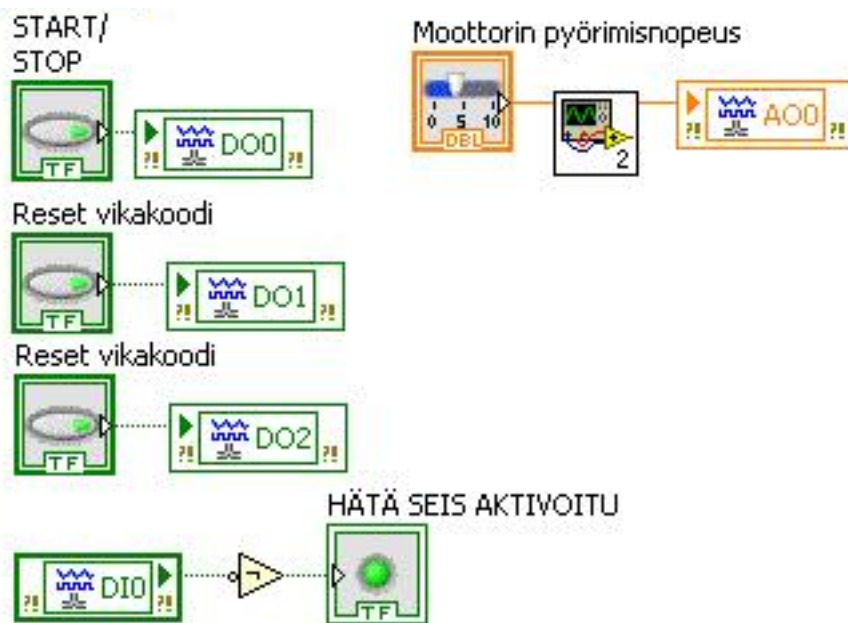 START/
STOP
TF
?! DO0 ?!
Reset vikakoodi
TF
?! DO1 ?!
Reset vikakoodi
TF
?! DO2 ?!
?! DI0 ?!
HÄTÄ SEIS AKTIVOITU
TF
Moottorin pyörimisnopeus
0 5 10
DBL
2
?! AO0 ?!